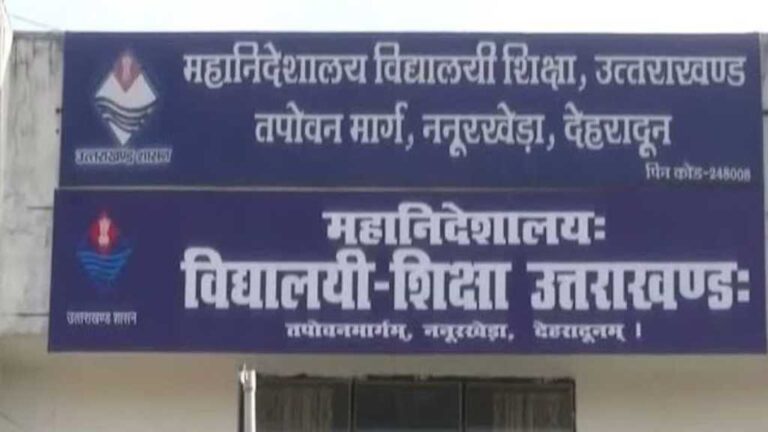 महानिदेशालय विद्यालयी शिक्षा, उत्तराखण्ड
तपोवन मार्ग, ननूरखेड़ा, देहरादून
उत्तराखण्ड शासन
पिन कोड-248008
महानिदेशालयः
विद्यालयी-शिक्षा उत्तराखण्डः
उत्तराखण्ड शासन
तपोवनमार्गम्, ननूरखेड़ा, देहरादूनम् ।